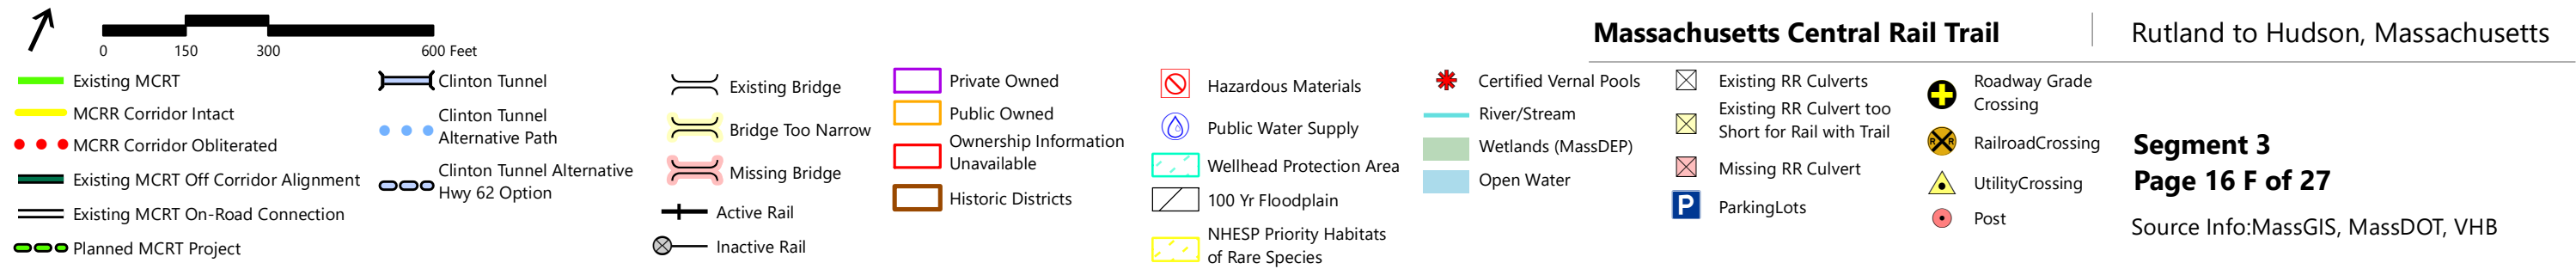 0 150 300 600 Feet
Existing MCRT
MCRR Corridor Intact
MCRR Corridor Obliterated
Existing MCRT Off Corridor Alignment
Existing MCRT On-Road Connection
Planned MCRT Project
Clinton Tunnel
Clinton Tunnel
Alternative Path
Clinton Tunnel Alternative
Hwy 62 Option
Existing Bridge
Bridge Too Narrow
Missing Bridge
Active Rail
Inactive Rail
Private Owned
Public Owned
Ownership Information
Unavailable
Historic Districts
Hazardous Materials
Public Water Supply
Wellhead Protection Area
100 Yr Floodplain
NHESP Priority Habitats
of Rare Species
Certified Vernal Pools
River/Stream
Wetlands (MassDEP)
Open Water
Existing RR Culverts
Existing RR Culvert too
Short for Rail with Trail
Missing RR Culvert
P
ParkingLots
Roadway Grade
Crossing
R R
RailroadCrossing
UtilityCrossing
Post
Massachusetts Central Rail Trail
Rutland to Hudson, Massachusetts
Segment 3
Page 16 F of 27
Source Info:MassGIS, MassDOT, VHB